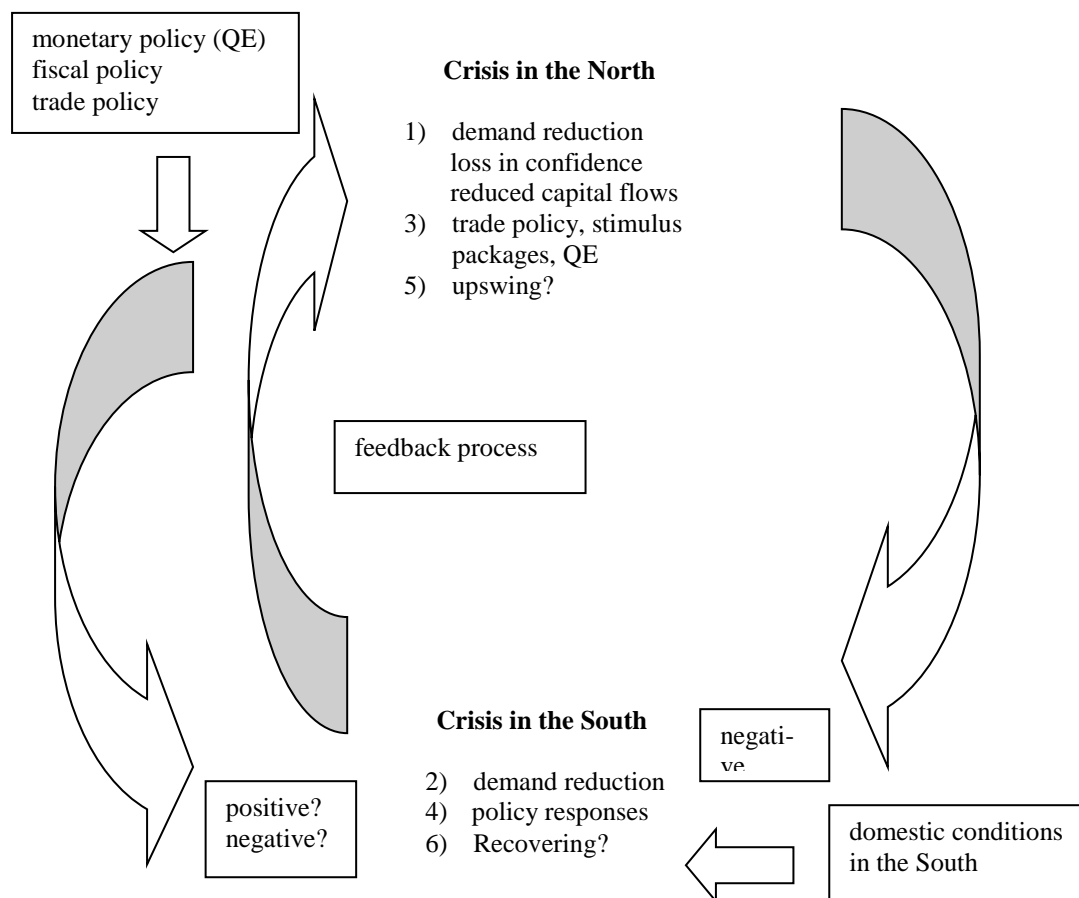 monetary policy (QE)
fiscal policy
trade policy
Crisis in the North
1) demand reduction
loss in confidence
reduced capital flows
3) trade policy, stimulus
packages, QE
5) upswing?
feedback process
Crisis in the South
2) demand reduction
4) policy responses
6) Recovering?
negati-
ve
positive?
negative?
domestic conditions
in the South